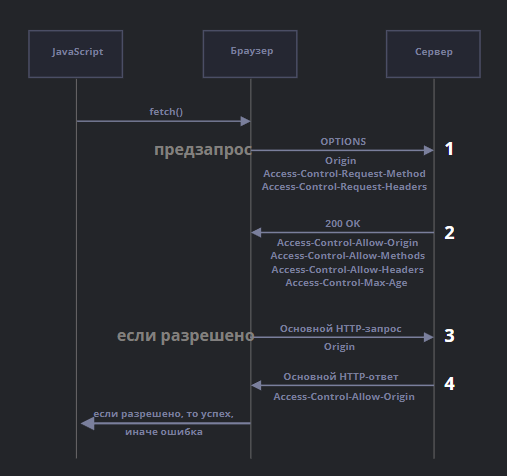 JavaScript
Браузер
Сервер
fetch()
предзапрос
OPTIONS
1
Origin
Access-Control-Request-Method
Access-Control-Request-Headers
200 OK
2
Access-Control-Allow-Origin
Access-Control-Allow-Methods
Access-Control-Allow-Headers
Access-Control-Max-Age
если разрешено
Основной HTTP-запрос
3
Origin
Основной HTTP-ответ
4
Access-Control-Allow-Origin
если разрешено, то успех,
иначе ошибка